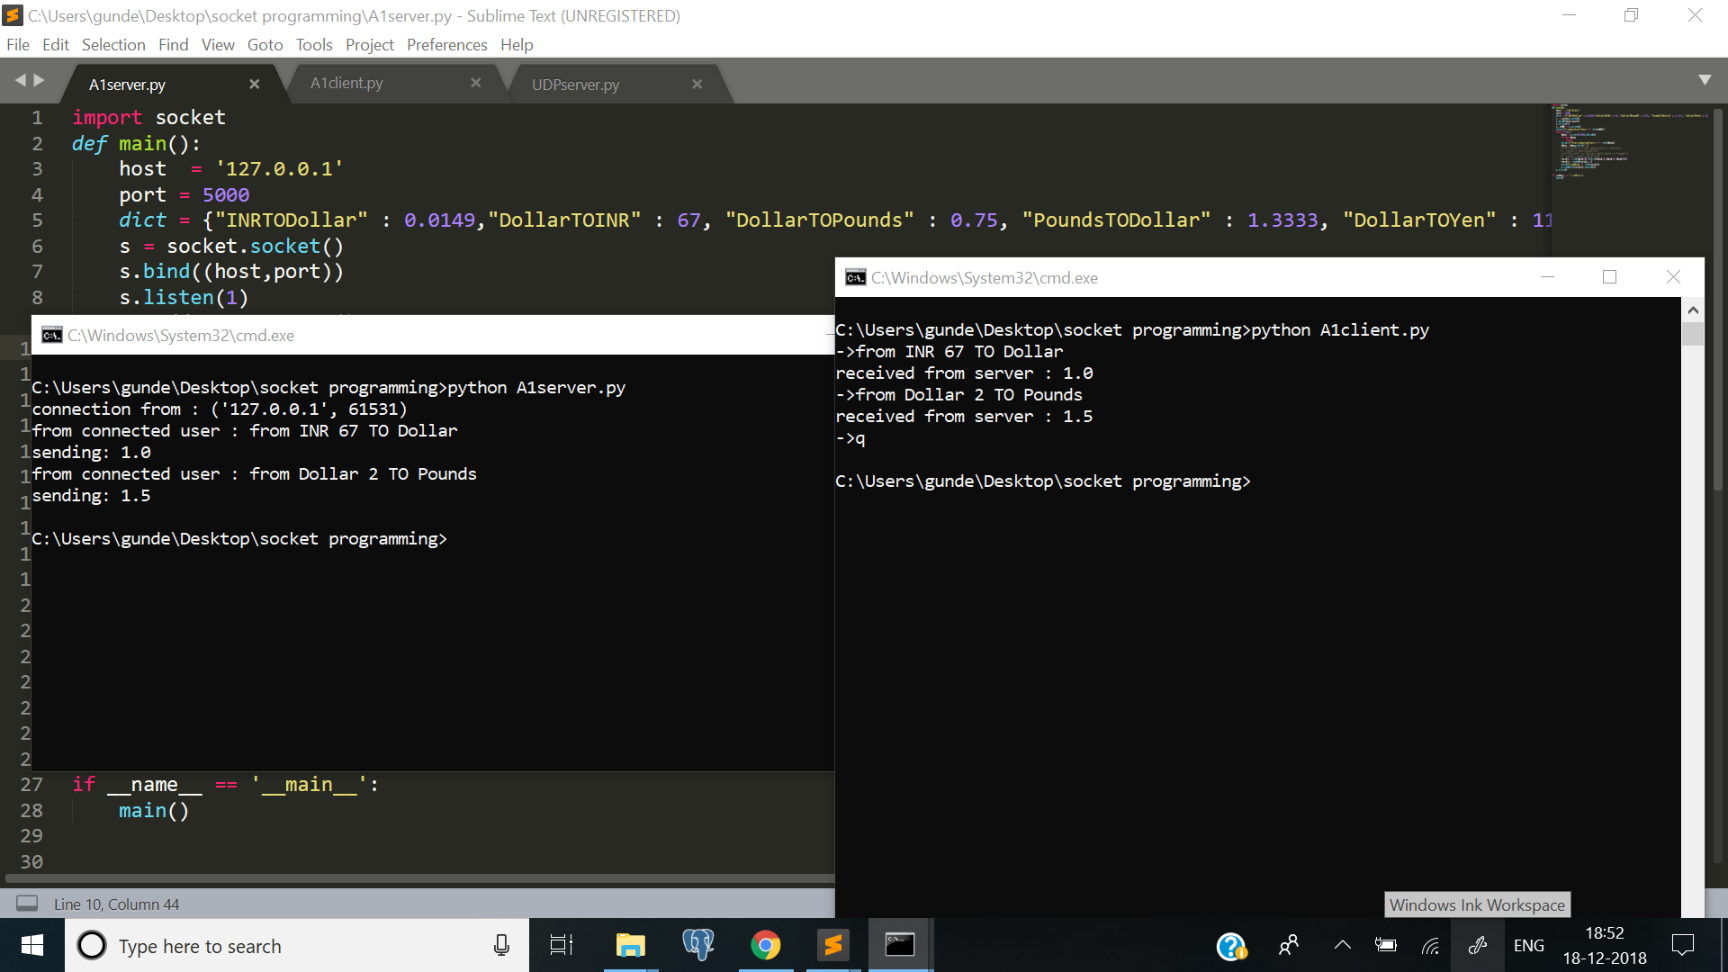 C:\Users\gunde\Desktop\socket programming\A1server.py - Sublime Text (UNREGISTERED)
File Edit Selection Find View Goto Tools Project Preferences Help
A1server.py
A1client.py
UDPserver.py
1 import socket
2 def main():
3 host  = '127.0.0.1'
4 port = 5000
5 dict = {"INRTODollar" : 0.0149,"DollarTOINR" : 67, "DollarTOPounds" : 0.75, "PoundsTODollar" : 1.3333, "DollarTOYen" : 11
6 s = socket.socket()
7 s.bind((host,port))
8 s.listen(1)
C:\Windows\System32\cmd.exe
C:\Users\gunde\Desktop\socket programming>python A1server.py
connection from : ('127.0.0.1', 61531)
from connected user : from INR 67 TO Dollar
sending: 1.0
from connected user : from Dollar 2 TO Pounds
sending: 1.5
C:\Users\gunde\Desktop\socket programming>
C:\Windows\System32\cmd.exe
C:\Users\gunde\Desktop\socket programming>python A1client.py
->from INR 67 TO Dollar
received from server : 1.0
->from Dollar 2 TO Pounds
received from server : 1.5
->q
C:\Users\gunde\Desktop\socket programming>
27 if __name__ == '__main__':
28 main()
29
30
Line 10, Column 44
Windows Ink Workspace
Type here to search
ENG
18:52
18-12-2018